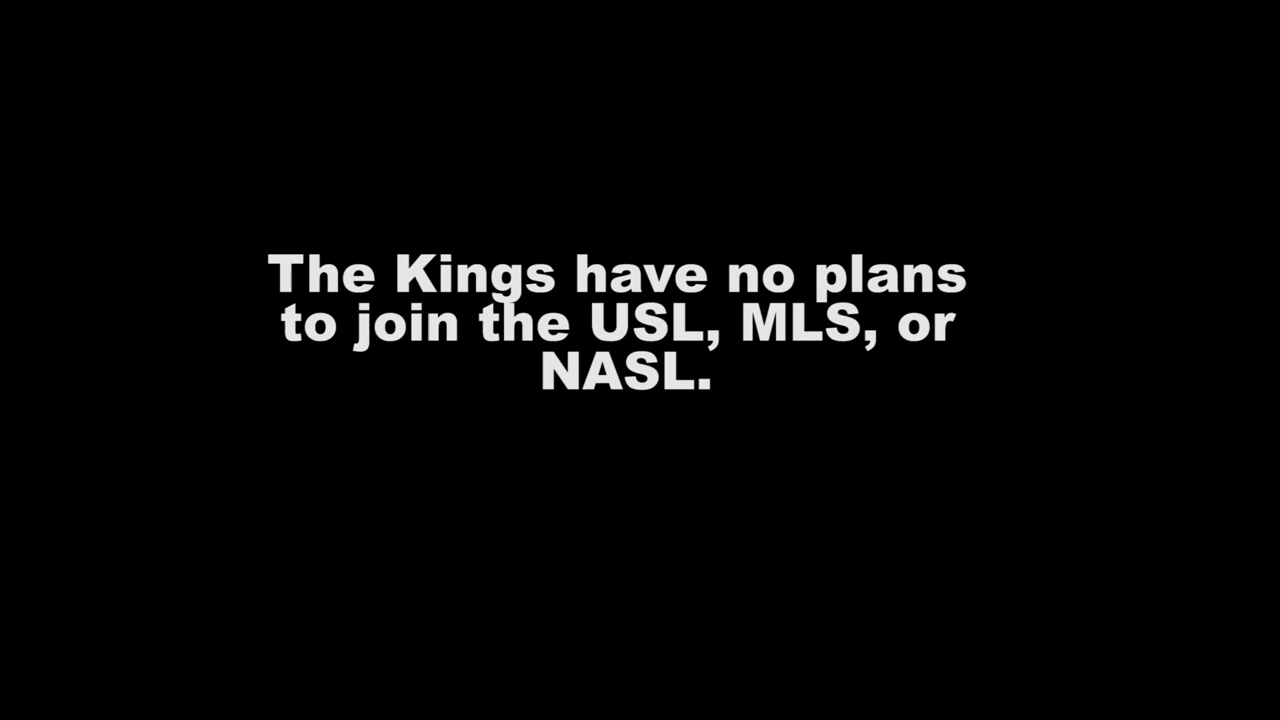 The Kings have no plans
to join the USL, MLS, or
NASL.